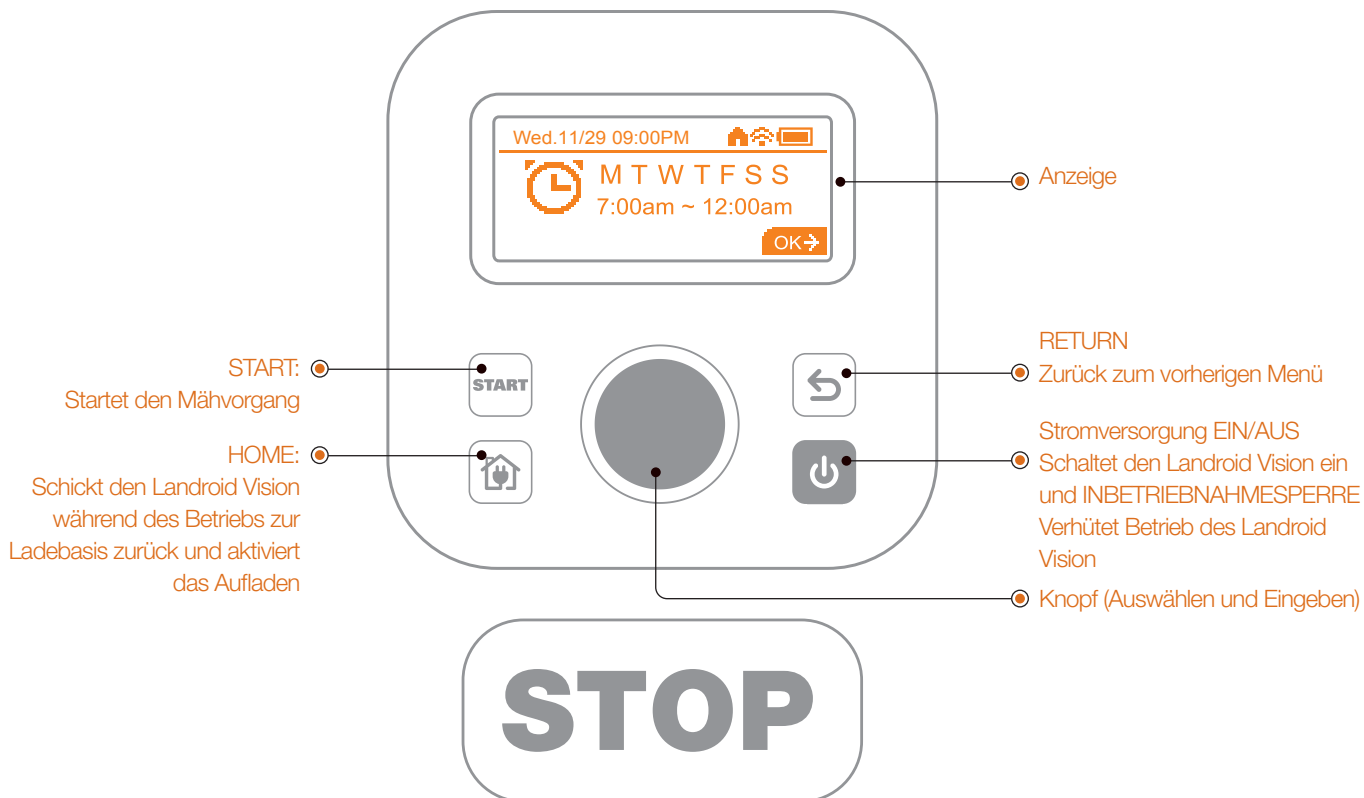 Wed.11/29 09:00PM
M T W T F S S
7:00am ~ 12:00am
OK
Anzeige
START
START:
Startet den Mähvorgang
HOME:
Schickt den Landroid Vision
während des Betriebs zur
Ladebasis zurück und aktiviert
das Aufladen
RETURN
Zurück zum vorherigen Menü
Stromversorgung EIN/AUS
Schaltet den Landroid Vision ein
und INBETRIEBNAHMESPERRE
Verhütet Betrieb des Landroid
Vision
Knopf (Auswählen und Eingeben)
STOP